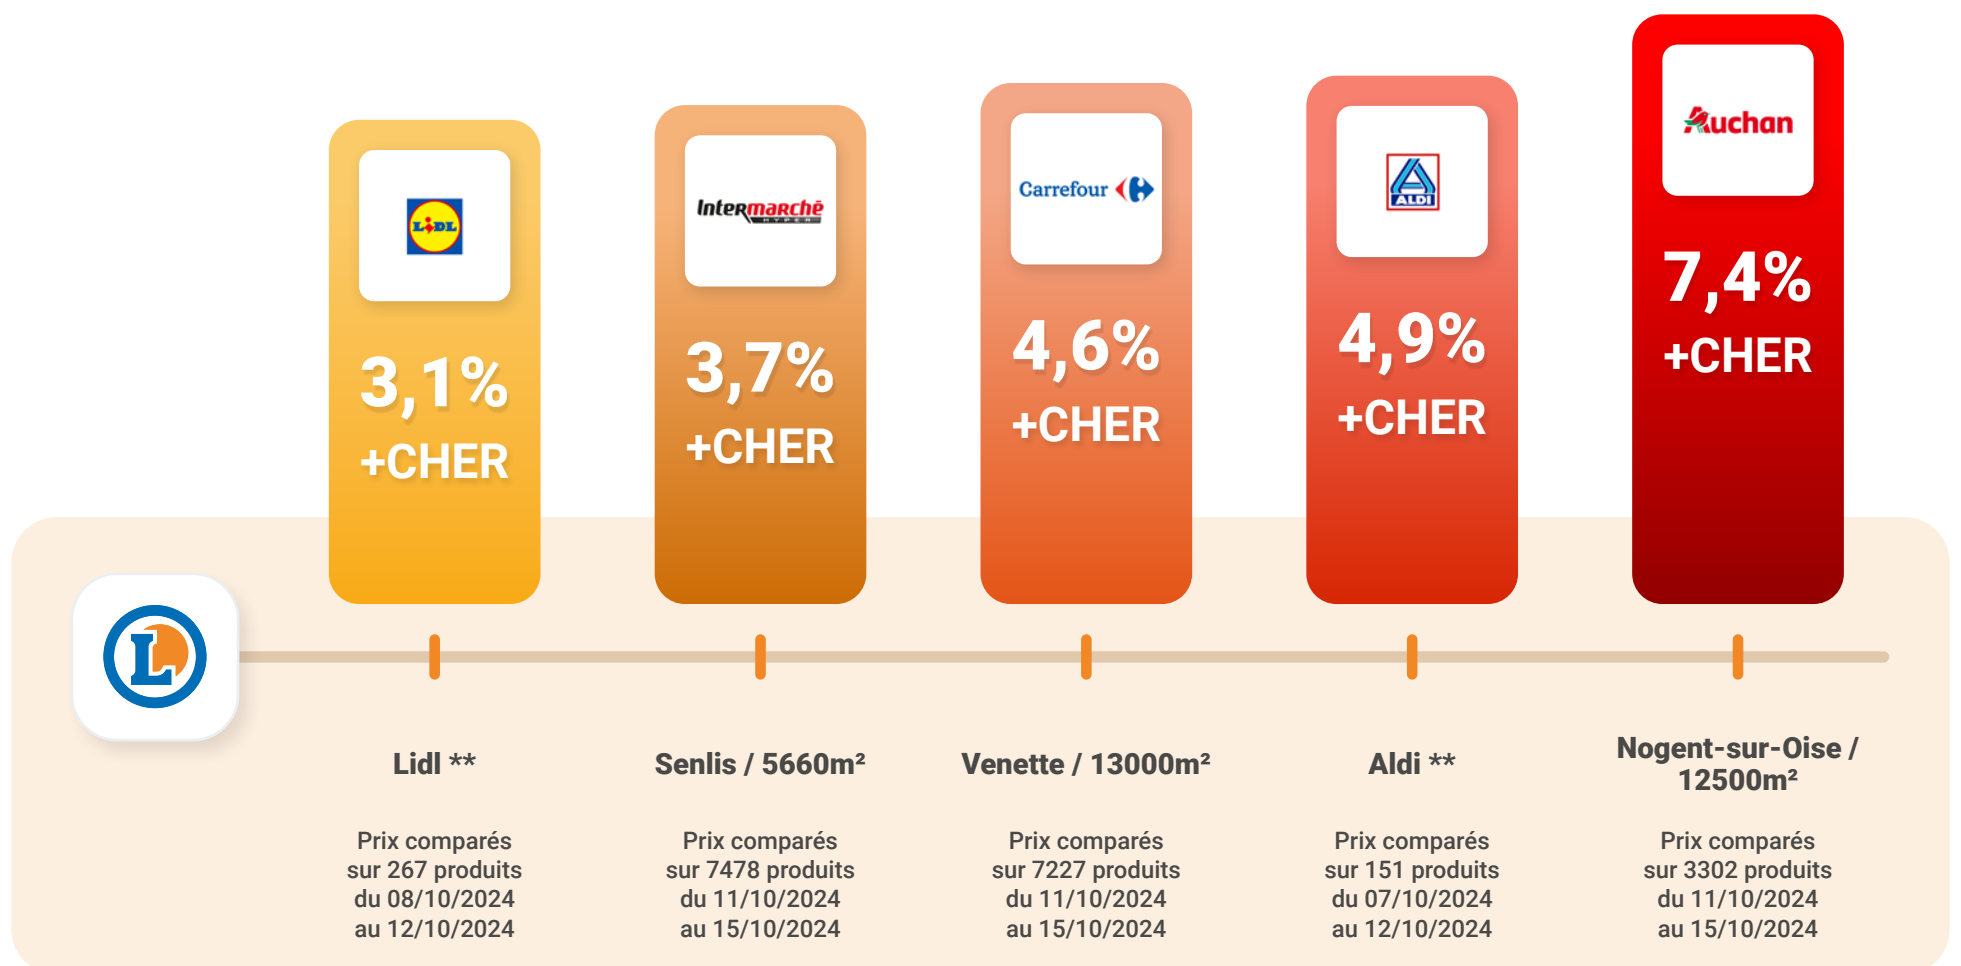 LIDL
3,1%
+CHER
InterMARCHÉ
HYPER
3,7%
+CHER
Carrefour
4,6%
+CHER
ALDI
4,9%
+CHER
Auchan
7,4%
+CHER
L
Lidl **
Prix comparés
sur 267 produits
du 08/10/2024
au 12/10/2024
Senlis / 5660m²
Prix comparés
sur 7478 produits
du 11/10/2024
au 15/10/2024
Venette / 13000m²
Prix comparés
sur 7227 produits
du 11/10/2024
au 15/10/2024
Aldi **
Prix comparés
sur 151 produits
du 07/10/2024
au 12/10/2024
Nogent-sur-Oise /
12500m²
Prix comparés
sur 3302 produits
du 11/10/2024
au 15/10/2024